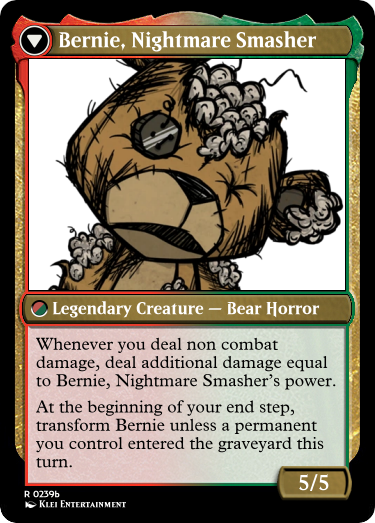 Bernie, Nightmare Smasher
Legendary Creature — Bear Horror
Whenever you deal non combat
damage, deal additional damage equal
to Bernie, Nightmare Smasher's power.
At the beginning of your end step,
transform Bernie unless a permanent
you control entered the graveyard this
turn.
5/5
R 0239b
Klei Entertainment